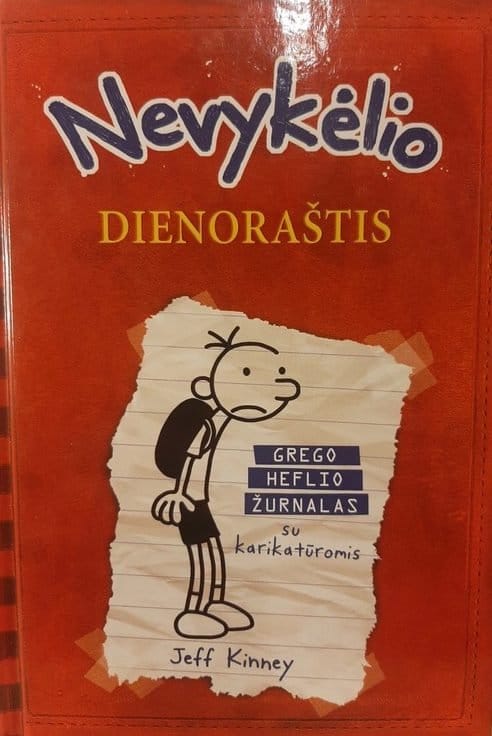 Nevykėlio
DIENORAŠTIS
GREGO
HEFLIO
ŽURNALAS
su
karikatūromis
Jeff Kinney